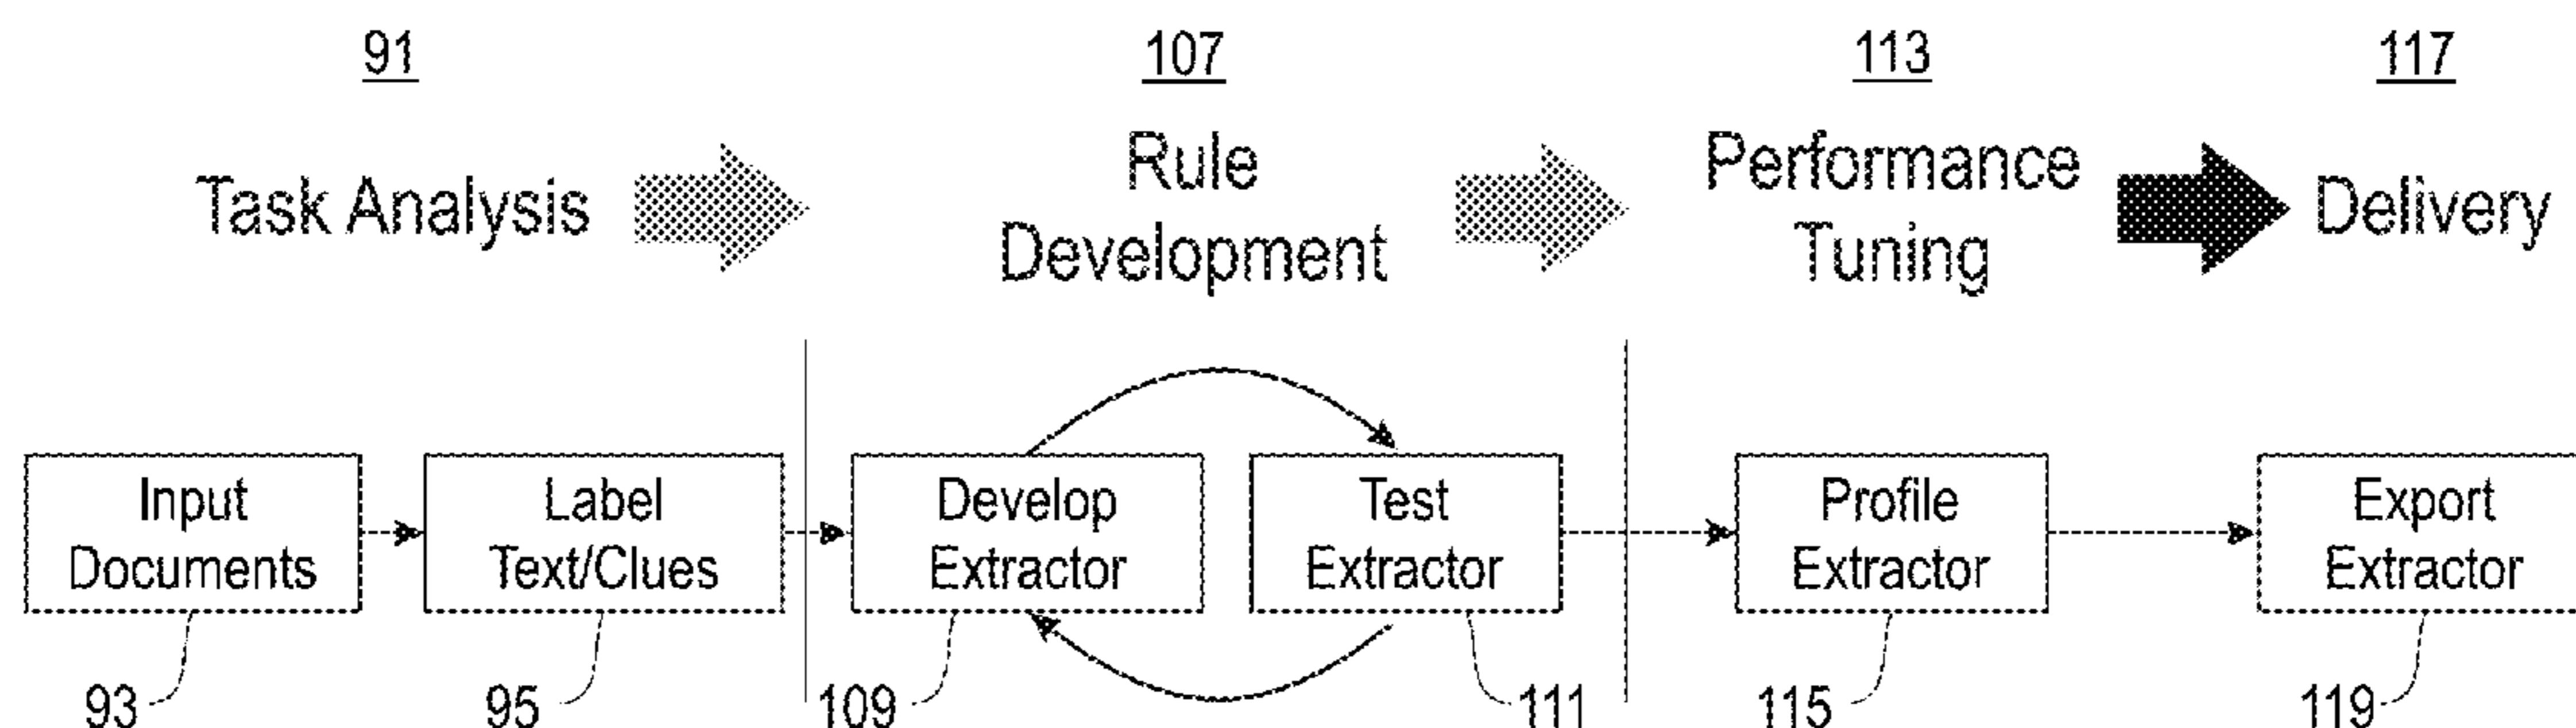 91
107
113
117
Task Analysis
Rule
Development
Performance
Tuning
Delivery
Input
Documents
Label
Text/Clues
Develop
Extractor
Test
Extractor
Profile
Extractor
Export
Extractor
93
95
109
111
115
119